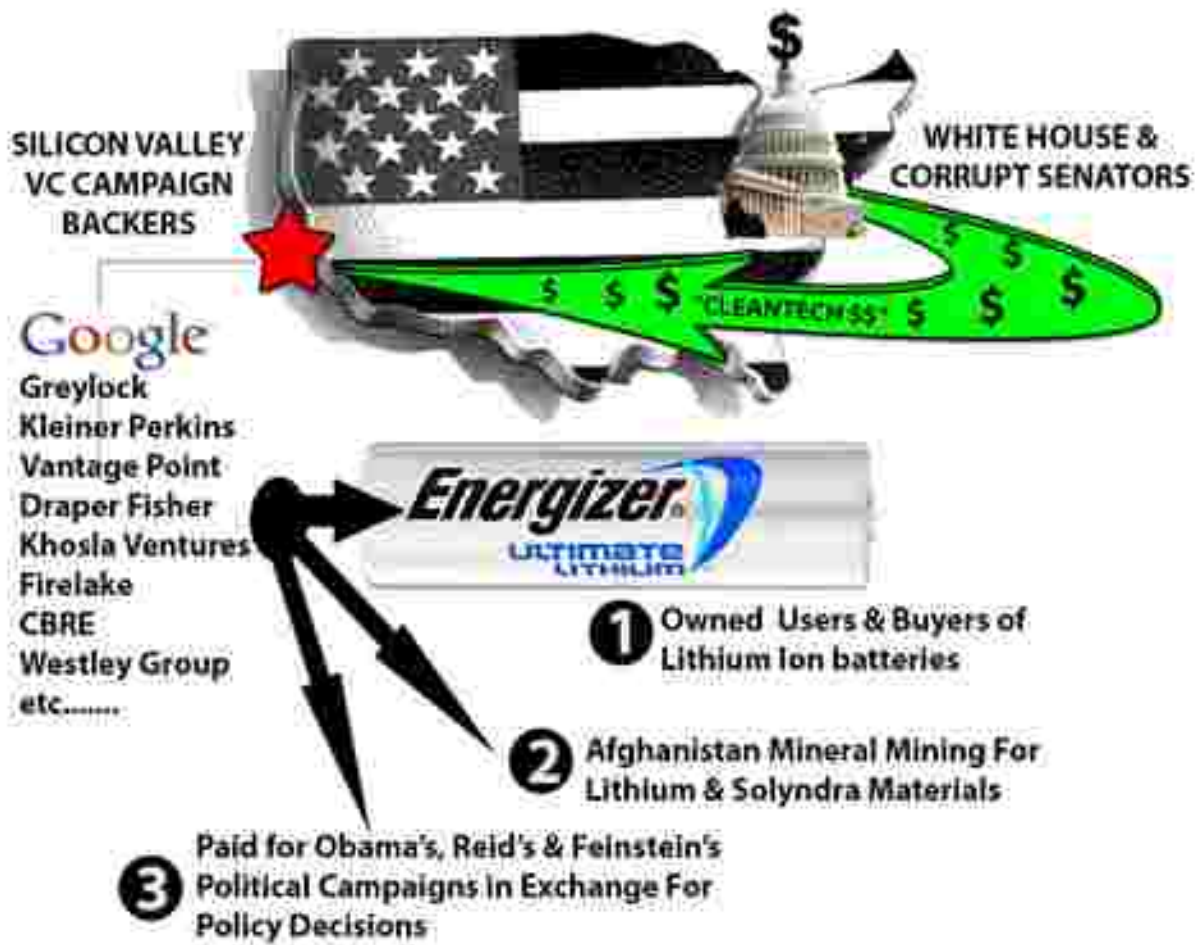 $
SILICON VALLEY
VC CAMPAIGN
BACKERS
WHITE HOUSE &
CORRUPT SENATORS
$ $ $ "CLEANTECH $$" $ $ $ $ $
Google
Greylock
Kleiner Perkins
Vantage Point
Draper Fisher
Khosla Ventures
Firelake
CBRE
Westley Group
etc.......
Energizer®
ULTIMATE
LITHIUM
1 Owned Users & Buyers of
Lithium Ion batteries
2 Afghanistan Mineral Mining For
Lithium & Solyndra Materials
3 Paid for Obama's, Reid's & Feinstein's
Political Campaigns in Exchange For
Policy Decisions